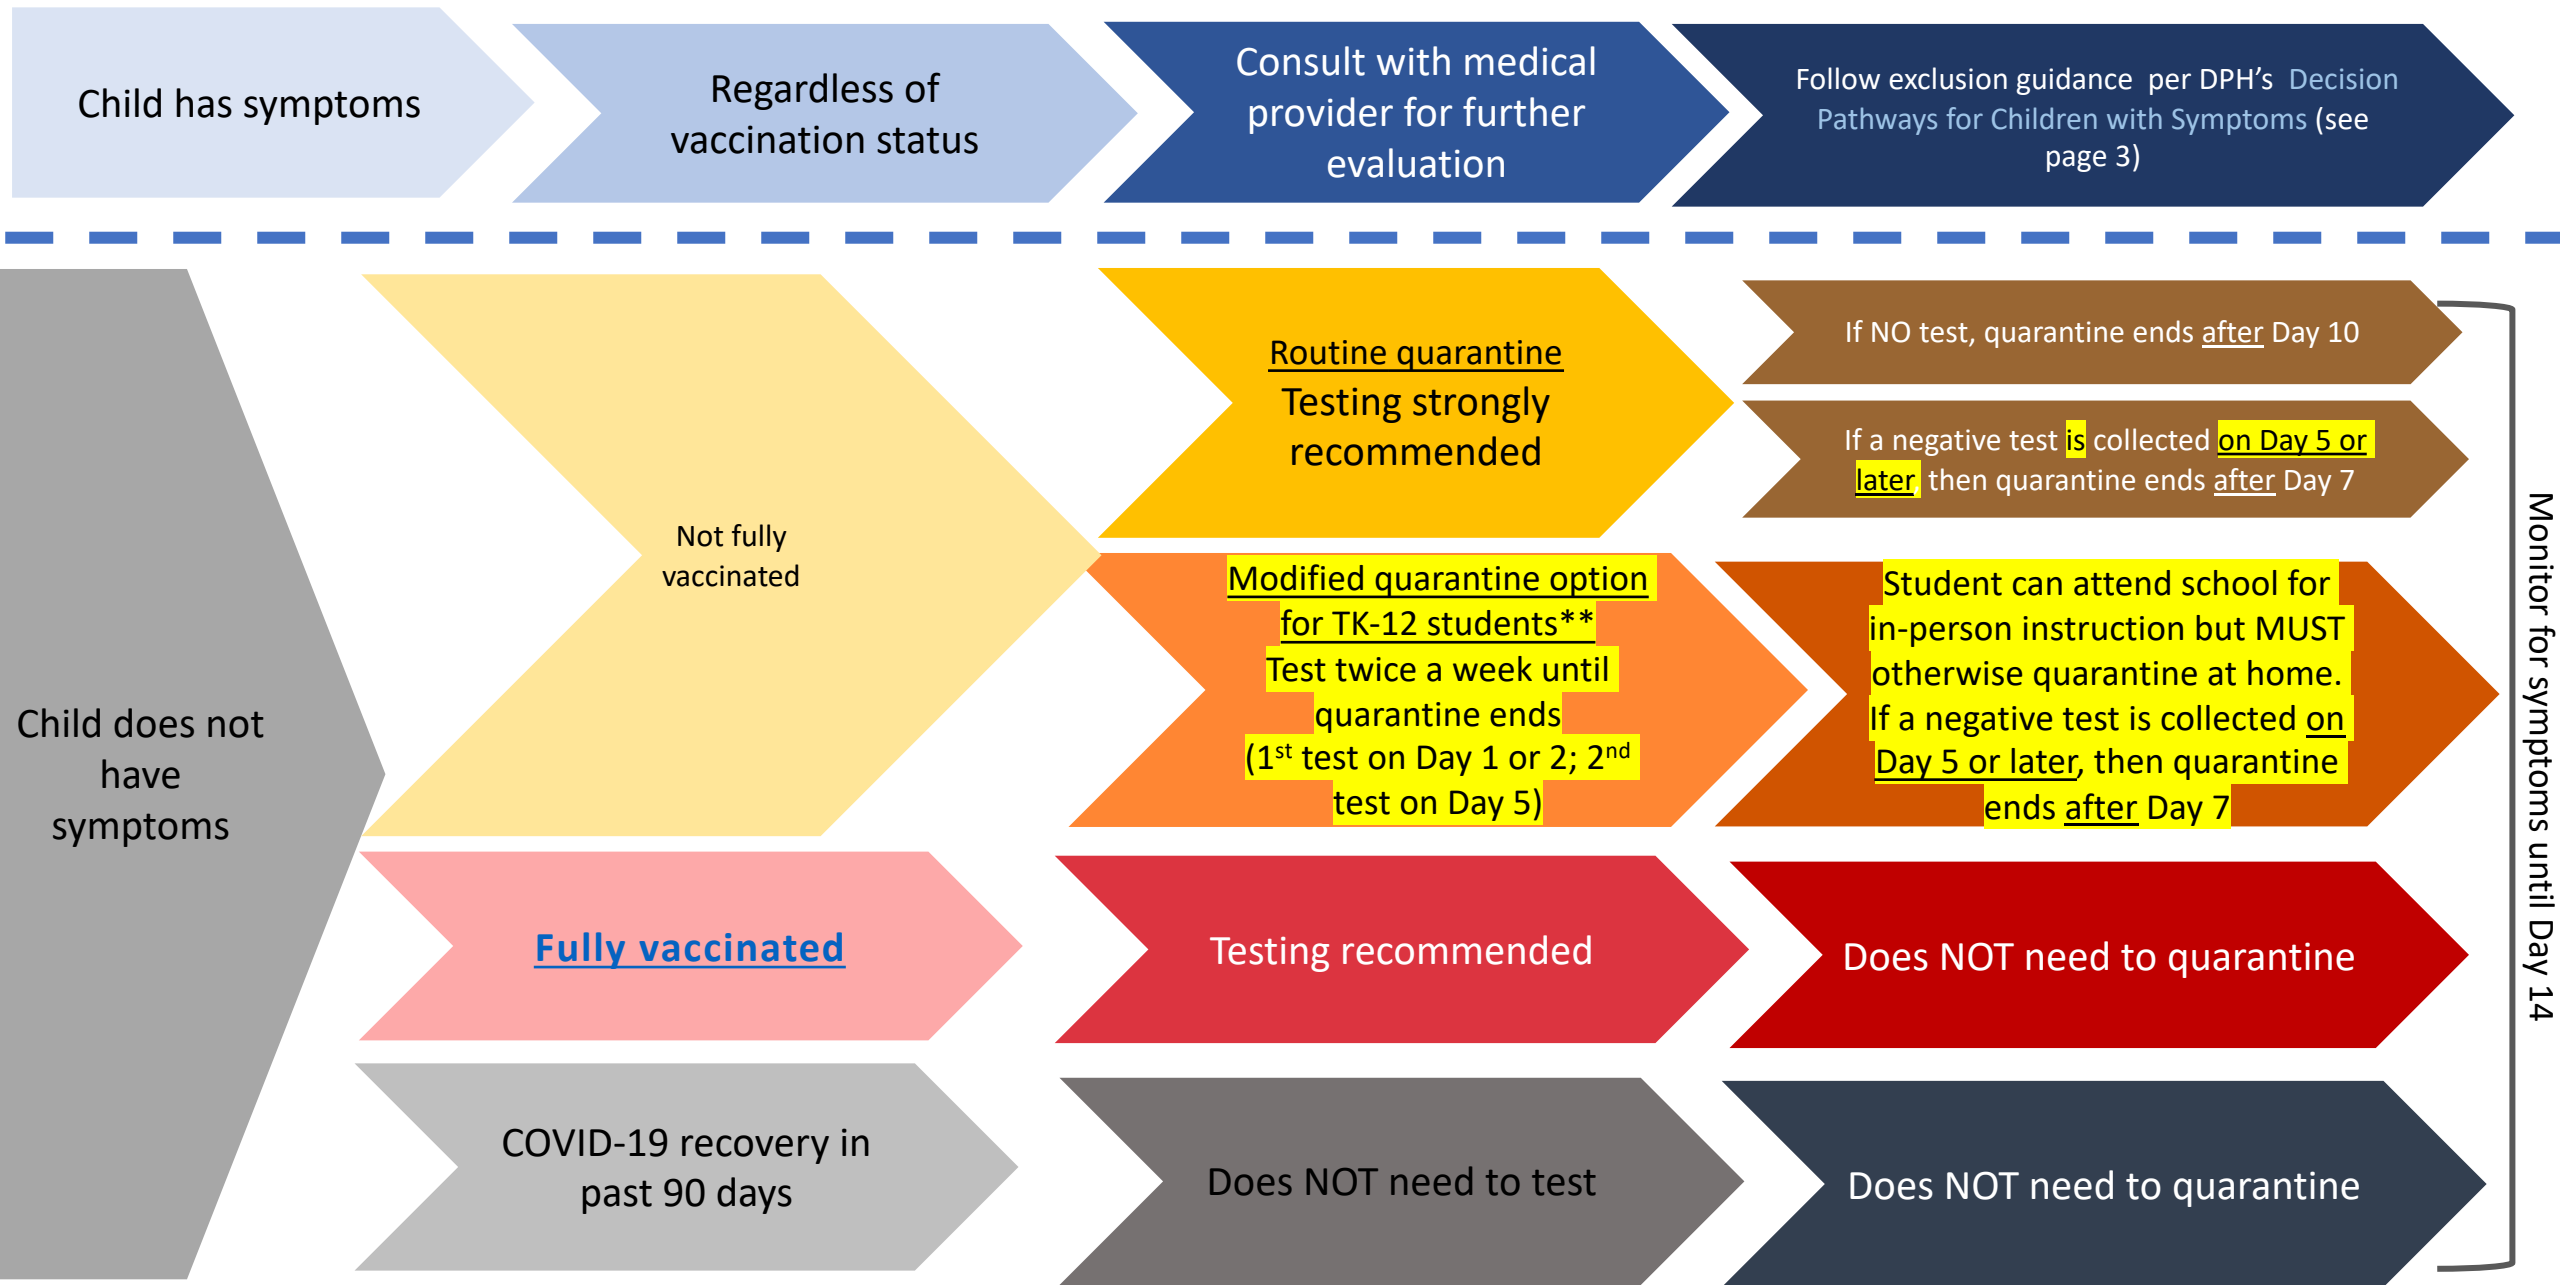 Child has symptoms
Regardless of
vaccination status
Consult with medical
provider for further
evaluation
Follow exclusion guidance per DPH’s Decision
Pathways for Children with Symptoms (see
page 3)
Child does not
have
symptoms
Not fully
vaccinated
Routine quarantine
Testing strongly
recommended
If NO test, quarantine ends after Day 10
If a negative test is collected on Day 5 or
later, then quarantine ends after Day 7
Modified quarantine option
for TK-12 students**
Test twice a week until
quarantine ends
(1st test on Day 1 or 2; 2nd
test on Day 5)
Student can attend school for
in-person instruction but MUST
otherwise quarantine at home.
If a negative test is collected on
Day 5 or later, then quarantine
ends after Day 7
Fully vaccinated
Testing recommended
Does NOT need to quarantine
COVID-19 recovery in
past 90 days
Does NOT need to test
Does NOT need to quarantine
Monitor for symptoms until Day 14